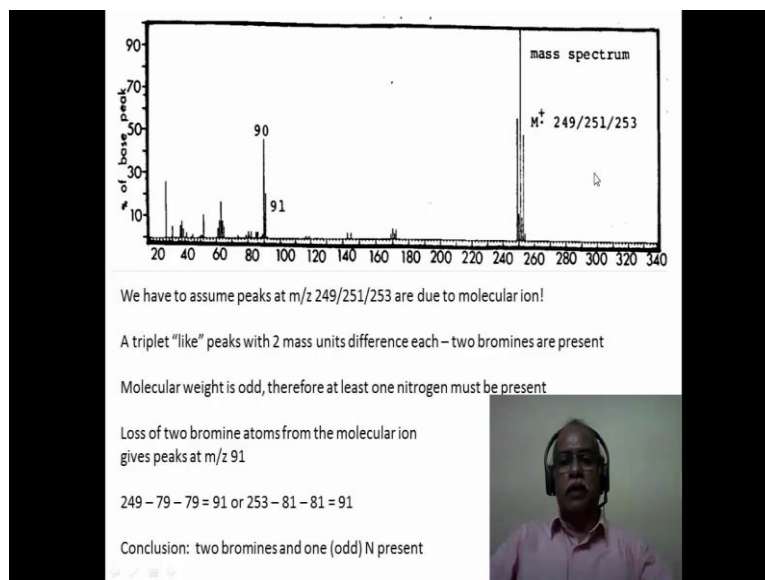 90
70
50
30
10
% of base peak
mass spectrum
M+· 249/251/253
90
91
20 40 60 80 100 120 140 160 180 200 220 240 260 280 300 320 340
We have to assume peaks at m/z 249/251/253 are due to molecular ion!
A triplet “like” peaks with 2 mass units difference each – two bromines are present
Molecular weight is odd, therefore at least one nitrogen must be present
Loss of two bromine atoms from the molecular ion
gives peaks at m/z 91
249 – 79 – 79 = 91 or 253 – 81 – 81 = 91
Conclusion: two bromines and one (odd) N present